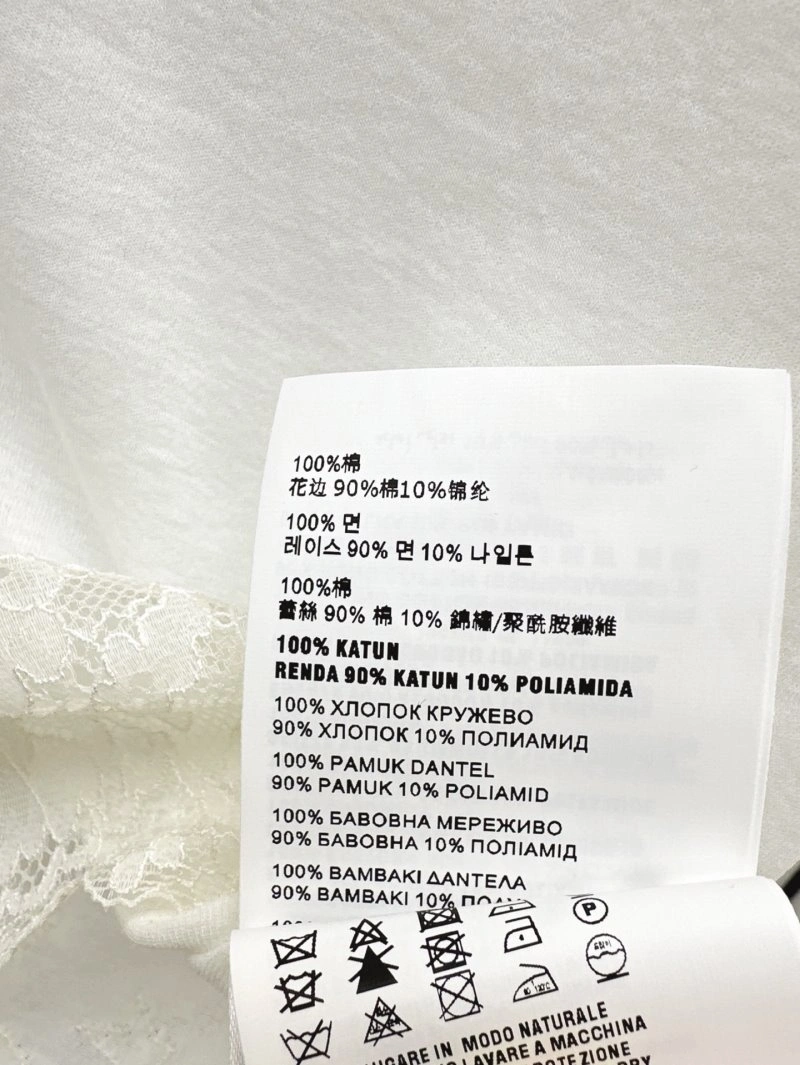 100%棉
花边 90%棉10%锦纶
100% 면
레이스 90% 면 10% 나일론
100%棉
蕾絲 90% 棉 10% 錦繡/聚酰胺纖維
100% KATUN
RENDA 90% KATUN 10% POLIAMIDA
100% ХЛОПОК КРУЖЕВО
90% ХЛОПОК 10% ПОЛИАМИД
100% PAMUK DANTEL
90% PAMUK 10% POLIAMID
100% БАВОВНА МЕРЕЖИВО
90% БАВОВНА 10% ПОЛІАМІД
100% ΒΑΜΒΑΚΙ ΔΑΝΤΕΛΑ
90% ΒΑΜΒΑΚΙ 10%
P
IN MODO NATURALE
LAVARE A MACCHINA